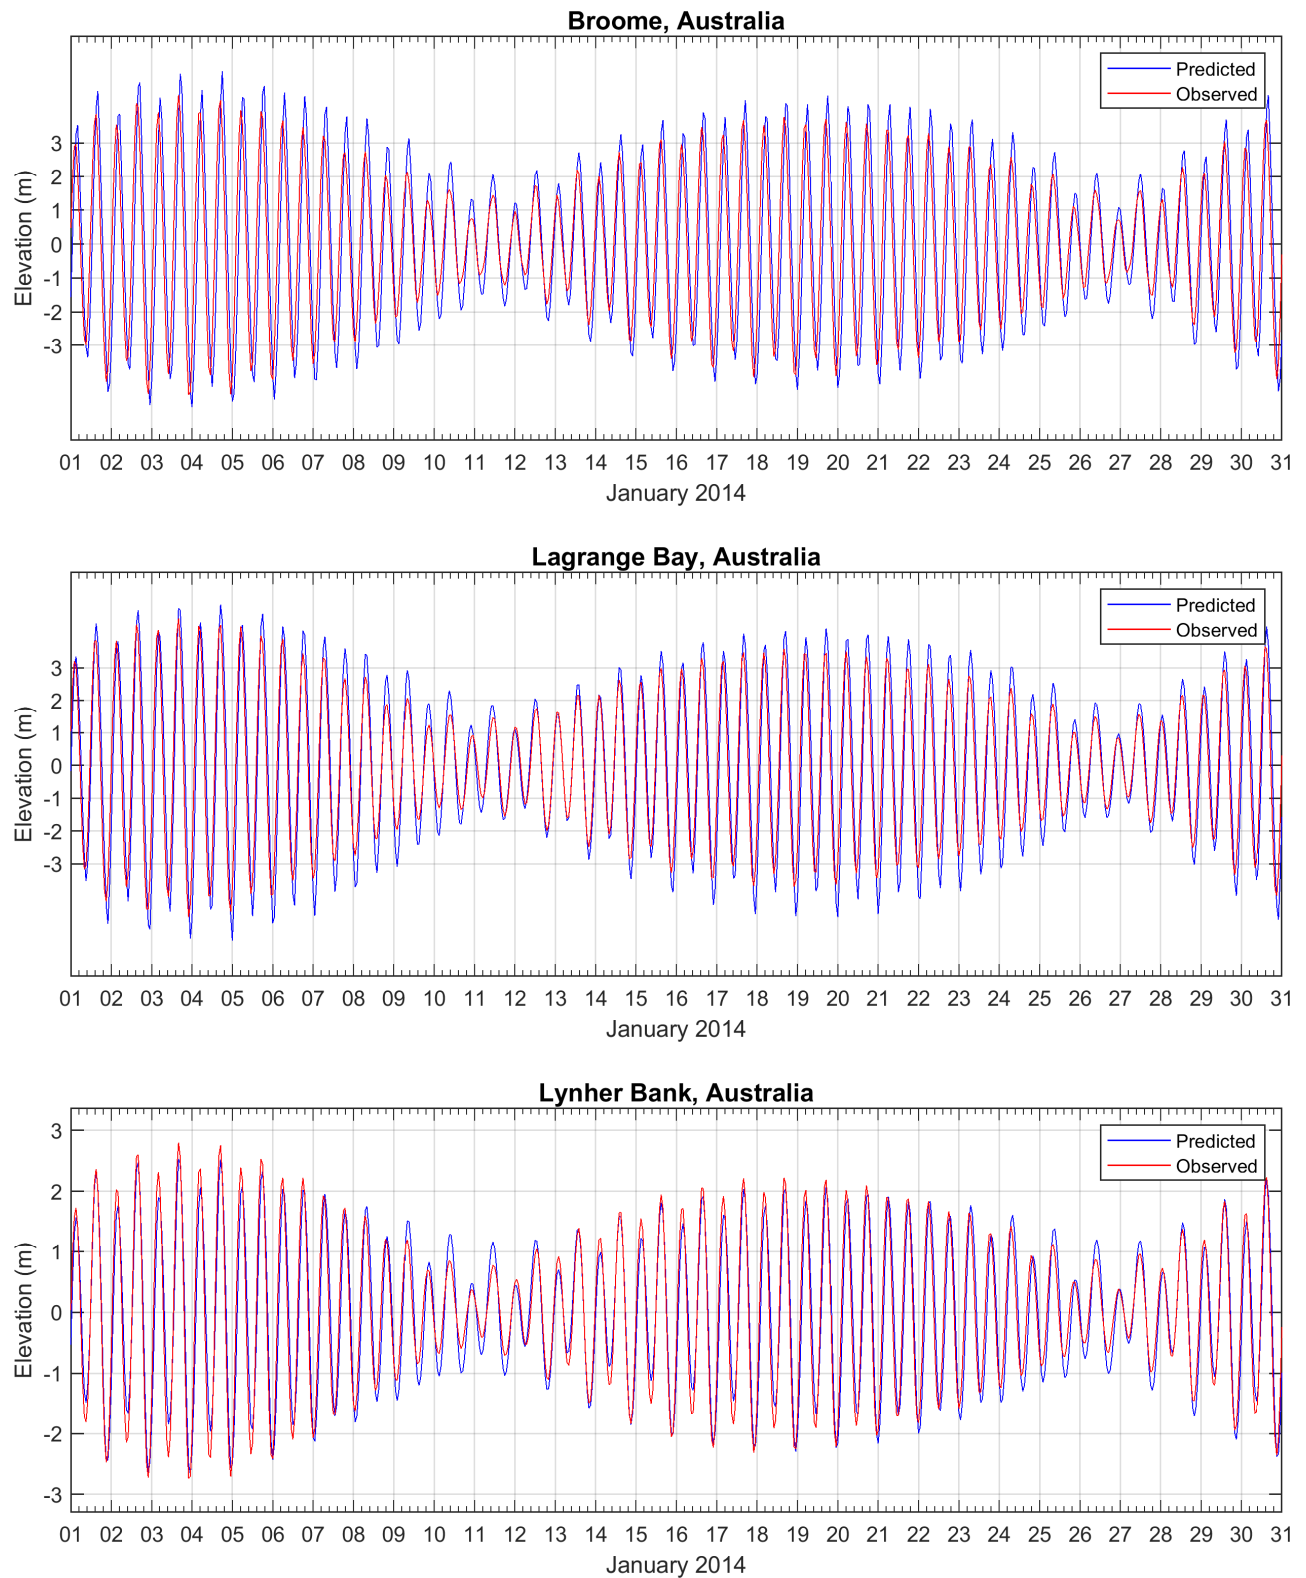 Broome, Australia
Predicted
Observed
Elevation (m)
3
2
1
0
-1
-2
-3
01 02 03 04 05 06 07 08 09 10 11 12 13 14 15 16 17 18 19 20 21 22 23 24 25 26 27 28 29 30 31
January 2014
Lagrange Bay, Australia
Predicted
Observed
Elevation (m)
3
2
1
0
-1
-2
-3
01 02 03 04 05 06 07 08 09 10 11 12 13 14 15 16 17 18 19 20 21 22 23 24 25 26 27 28 29 30 31
January 2014
Lynher Bank, Australia
Predicted
Observed
Elevation (m)
3
2
1
0
-1
-2
-3
01 02 03 04 05 06 07 08 09 10 11 12 13 14 15 16 17 18 19 20 21 22 23 24 25 26 27 28 29 30 31
January 2014